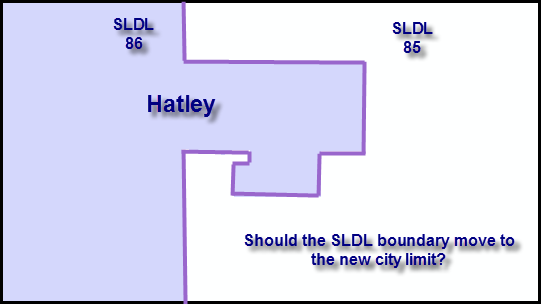 SLDL
86
SLDL
85
Hatley
Should the SLDL boundary move to
the new city limit?